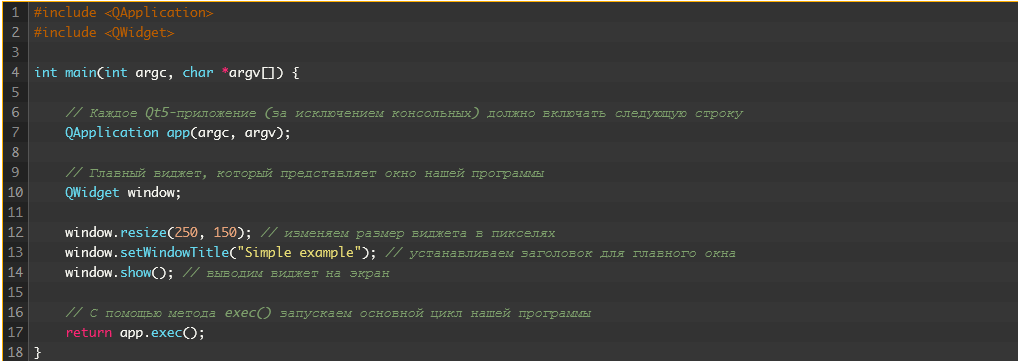 1 #include <QApplication>
2 #include <QWidget>
3
4 int main(int argc, char *argv[]) {
5
6 // Каждое Qt5-приложение (за исключением консольных) должно включать следующую строку
7 QApplication app(argc, argv);
8
9 // Главный виджет, который представляет окно нашей программы
10 QWidget window;
11
12 window.resize(250, 150); // изменяем размер виджета в пикселях
13 window.setWindowTitle("Simple example"); // устанавливаем заголовок для главного окна
14 window.show(); // выводим виджет на экран
15
16 // С помощью метода exec() запускаем основной цикл нашей программы
17 return app.exec();
18 }